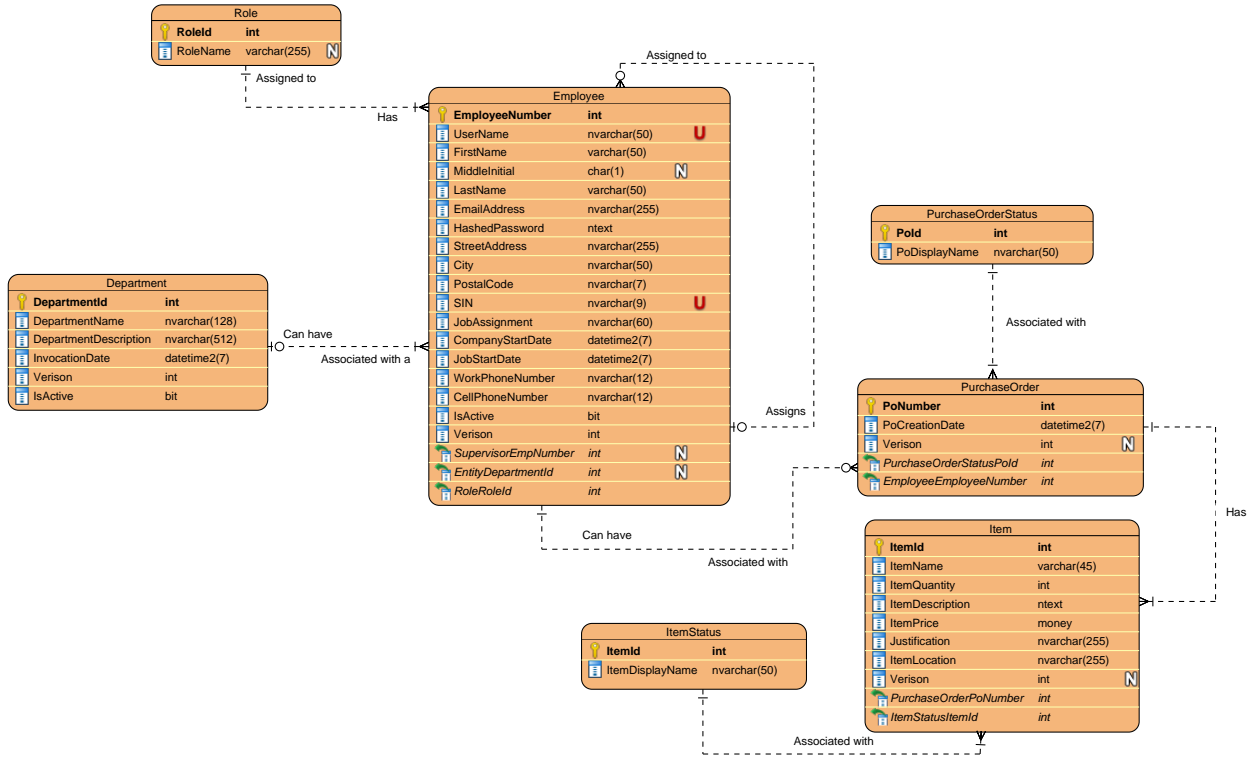 Role
RoleId int
RoleName varchar(255) N
Assigned to
Has
Assigned to
Employee
EmployeeNumber int
UserName nvarchar(50) U
FirstName varchar(50)
MiddleInitial char(1) N
LastName varchar(50)
EmailAddress nvarchar(255)
HashedPassword ntext
StreetAddress nvarchar(255)
City nvarchar(50)
PostalCode nvarchar(7)
SIN nvarchar(9) U
JobAssignment nvarchar(60)
CompanyStartDate datetime2(7)
JobStartDate datetime2(7)
WorkPhoneNumber nvarchar(12)
CellPhoneNumber nvarchar(12)
IsActive bit
Verison int
SupervisorEmpNumber int N
EntityDepartmentId int N
RoleRoleId int
Assigns
Department
DepartmentId int
DepartmentName nvarchar(128)
DepartmentDescription nvarchar(512)
InvocationDate datetime2(7)
Verison int
IsActive bit
Can have
Associated with a
PurchaseOrderStatus
PoId int
PoDisplayName nvarchar(50)
Associated with
PurchaseOrder
PoNumber int
PoCreationDate datetime2(7)
Verison int N
PurchaseOrderStatusPoId int
EmployeeEmployeeNumber int
Has
Can have
Associated with
Item
ItemId int
ItemName varchar(45)
ItemQuantity int
ItemDescription ntext
ItemPrice money
Justification nvarchar(255)
ItemLocation nvarchar(255)
Verison int N
PurchaseOrderPoNumber int
ItemStatusItemId int
ItemStatus
ItemId int
ItemDisplayName nvarchar(50)
Associated with